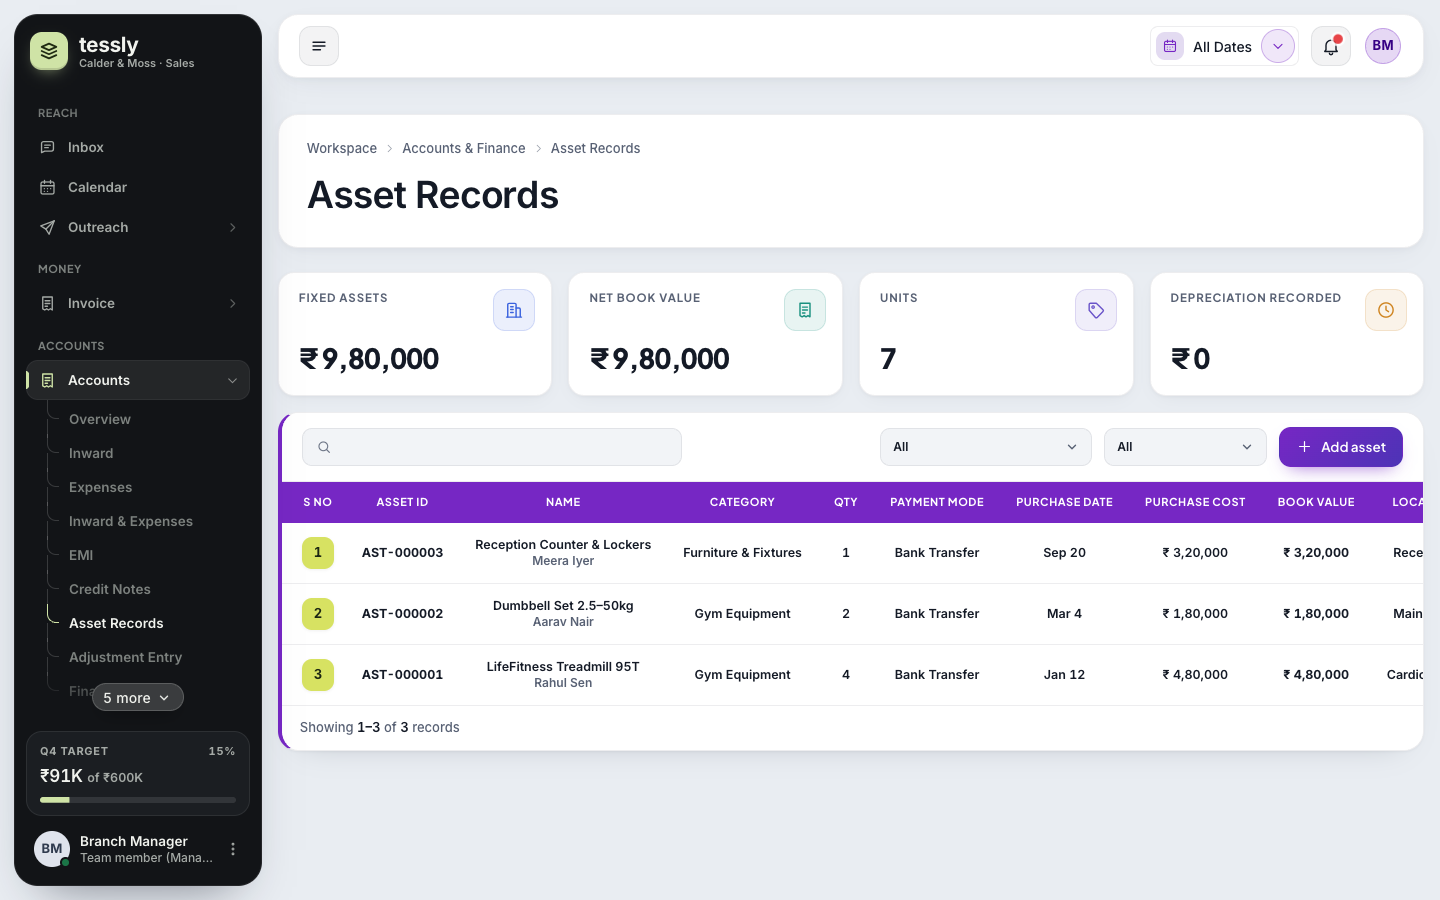 tessly
Calder & Moss · Sales
REACH
Inbox
Calendar
Outreach
MONEY
Invoice
ACCOUNTS
Accounts
Overview
Inward
Expenses
Inward & Expenses
EMI
Credit Notes
Asset Records
Adjustment Entry
Fina
5 more
Q4 TARGET 15%
₹91K of ₹600K
BM
Branch Manager
Team member (Mana...
All Dates
BM
Workspace > Accounts & Finance > Asset Records
Asset Records
FIXED ASSETS
₹9,80,000
NET BOOK VALUE
₹9,80,000
UNITS
7
DEPRECIATION RECORDED
₹0
All
All
+ Add asset
S NO ASSET ID NAME CATEGORY QTY PAYMENT MODE PURCHASE DATE PURCHASE COST BOOK VALUE LOCA
1 AST-000003 Reception Counter & Lockers Furniture & Fixtures 1 Bank Transfer Sep 20 ₹ 3,20,000 ₹ 3,20,000 Rece
Meera Iyer
2 AST-000002 Dumbbell Set 2.5–50kg Gym Equipment 2 Bank Transfer Mar 4 ₹ 1,80,000 ₹ 1,80,000 Main
Aarav Nair
3 AST-000001 LifeFitness Treadmill 95T Gym Equipment 4 Bank Transfer Jan 12 ₹ 4,80,000 ₹ 4,80,000 Cardio
Rahul Sen
Showing 1–3 of 3 records